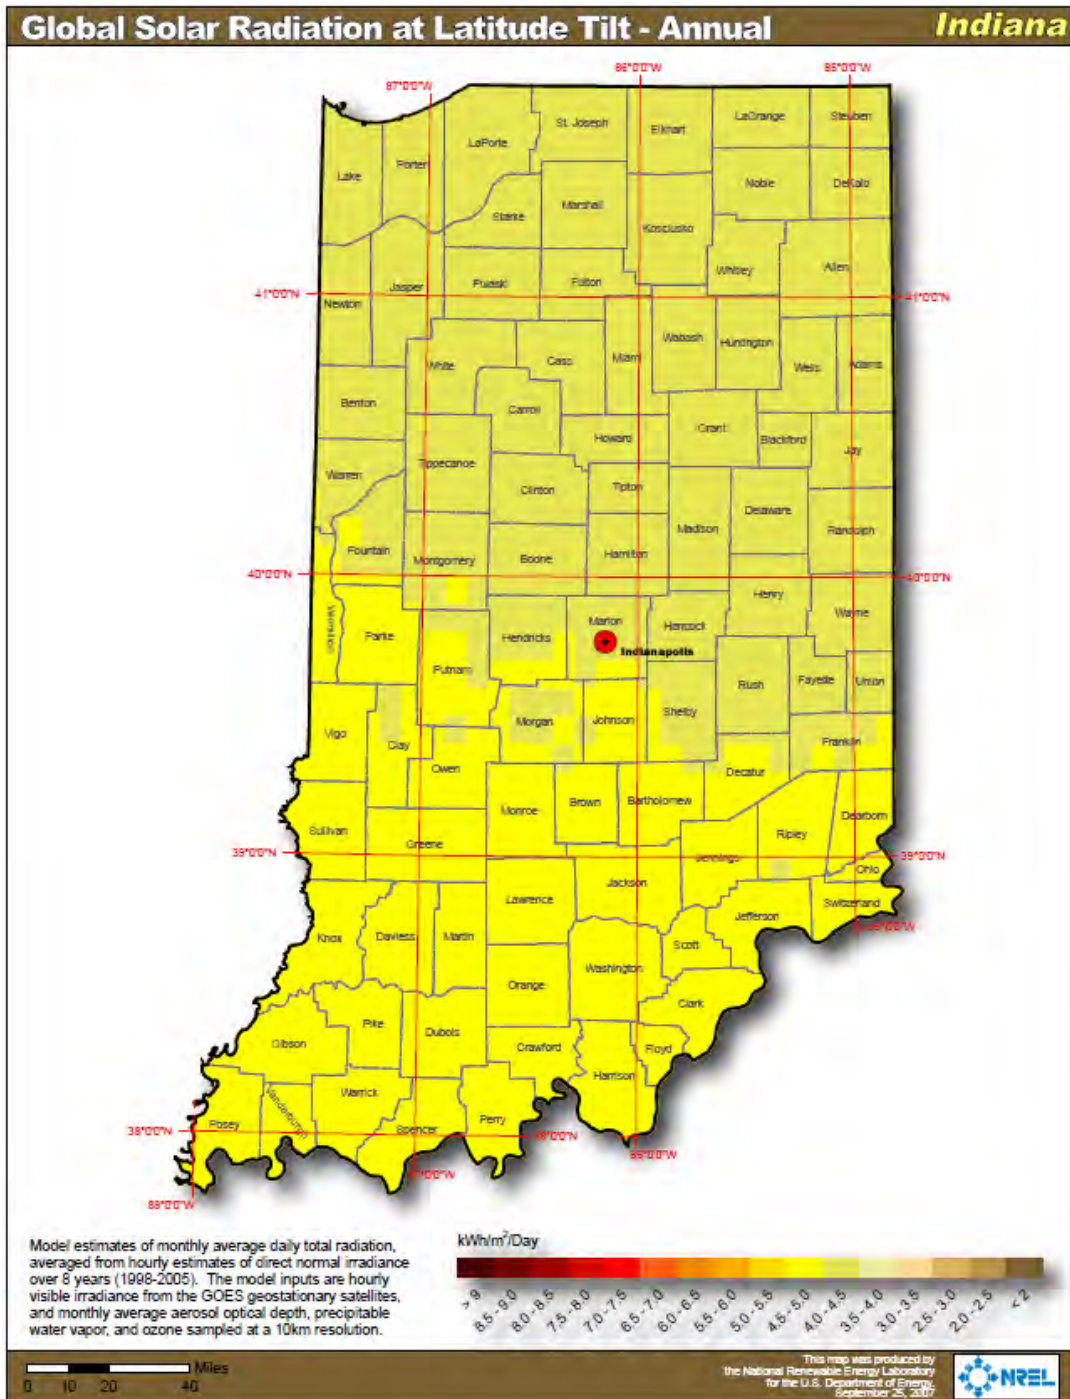 Global Solar Radiation at Latitude Tilt - Annual
Indiana
87°0'0"W
86°0'0"W
85°0'0"W
Lake
Porter
LaPorte
St. Joseph
Elkhart
LaGrange
Steuben
Noble
DeKalb
Starke
Marshall
Kosciusko
Whitley
Allen
41°0'0"N
Newton
Jasper
Pulaski
Fulton
41°0'0"N
White
Cass
Miami
Wabash
Huntington
Wells
Adams
Benton
Carroll
Howard
Grant
Blackford
Jay
Warren
Tippecanoe
Clinton
Tipton
Madison
Delaware
Randolph
Fountain
Montgomery
Boone
Hamilton
40°0'0"N
40°0'0"N
Henry
Wayne
Vermillion
Parke
Putnam
Hendricks
Marion
Hancock
Indianapolis
Rush
Fayette
Union
Vigo
Clay
Owen
Morgan
Johnson
Shelby
Decatur
Franklin
Sullivan
Greene
Monroe
Brown
Bartholomew
Jennings
Ripley
Dearborn
39°0'0"N
39°0'0"N
Ohio
Knox
Daviess
Martin
Lawrence
Jackson
Scott
Jefferson
Switzerland
Gibson
Pike
Dubois
Orange
Washington
Clark
Crawford
Harrison
Floyd
Posey
Vanderburgh
Warrick
Spencer
Perry
38°0'0"N
88°0'0"W
Model estimates of monthly average daily total radiation,
averaged from hourly estimates of direct normal irradiance
over 8 years (1998-2005). The model inputs are hourly
visible irradiance from the GOES geostationary satellites,
and monthly average aerosol optical depth, precipitable
water vapor, and ozone sampled at a 10km resolution.
kWh/m²/Day
> 9
8.5 - 9.0
8.0 - 8.5
7.5 - 8.0
7.0 - 7.5
6.5 - 7.0
6.0 - 6.5
5.5 - 6.0
5.0 - 5.5
4.5 - 5.0
4.0 - 4.5
3.5 - 4.0
3.0 - 3.5
2.5 - 3.0
2.0 - 2.5
< 2
Miles
0 10 20 40
This map was produced by
the National Renewable Energy Laboratory
for the U.S. Department of Energy.
September 25, 2007
NREL